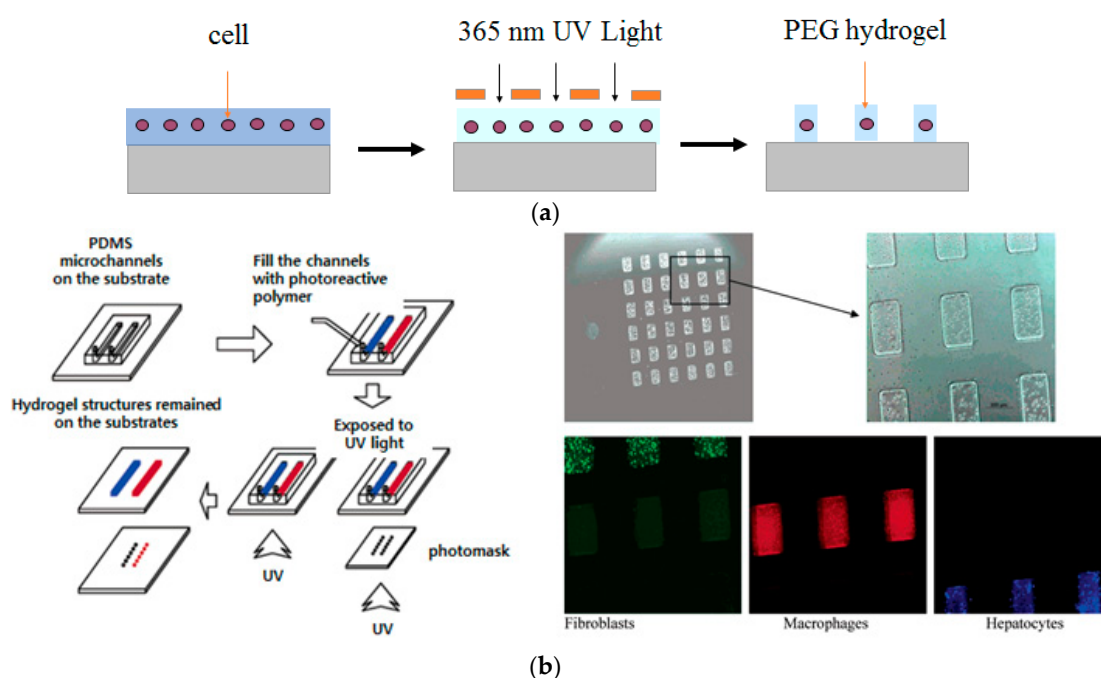 cell
365 nm UV Light
PEG hydrogel
(a)
PDMS
microchannels
on the substrate
Fill the channels
with photoreactive
polymer
Hydrogel structures remained
on the substrates
Exposed to
UV light
photomask
UV
UV
Fibroblasts
Macrophages
Hepatocytes
(b)